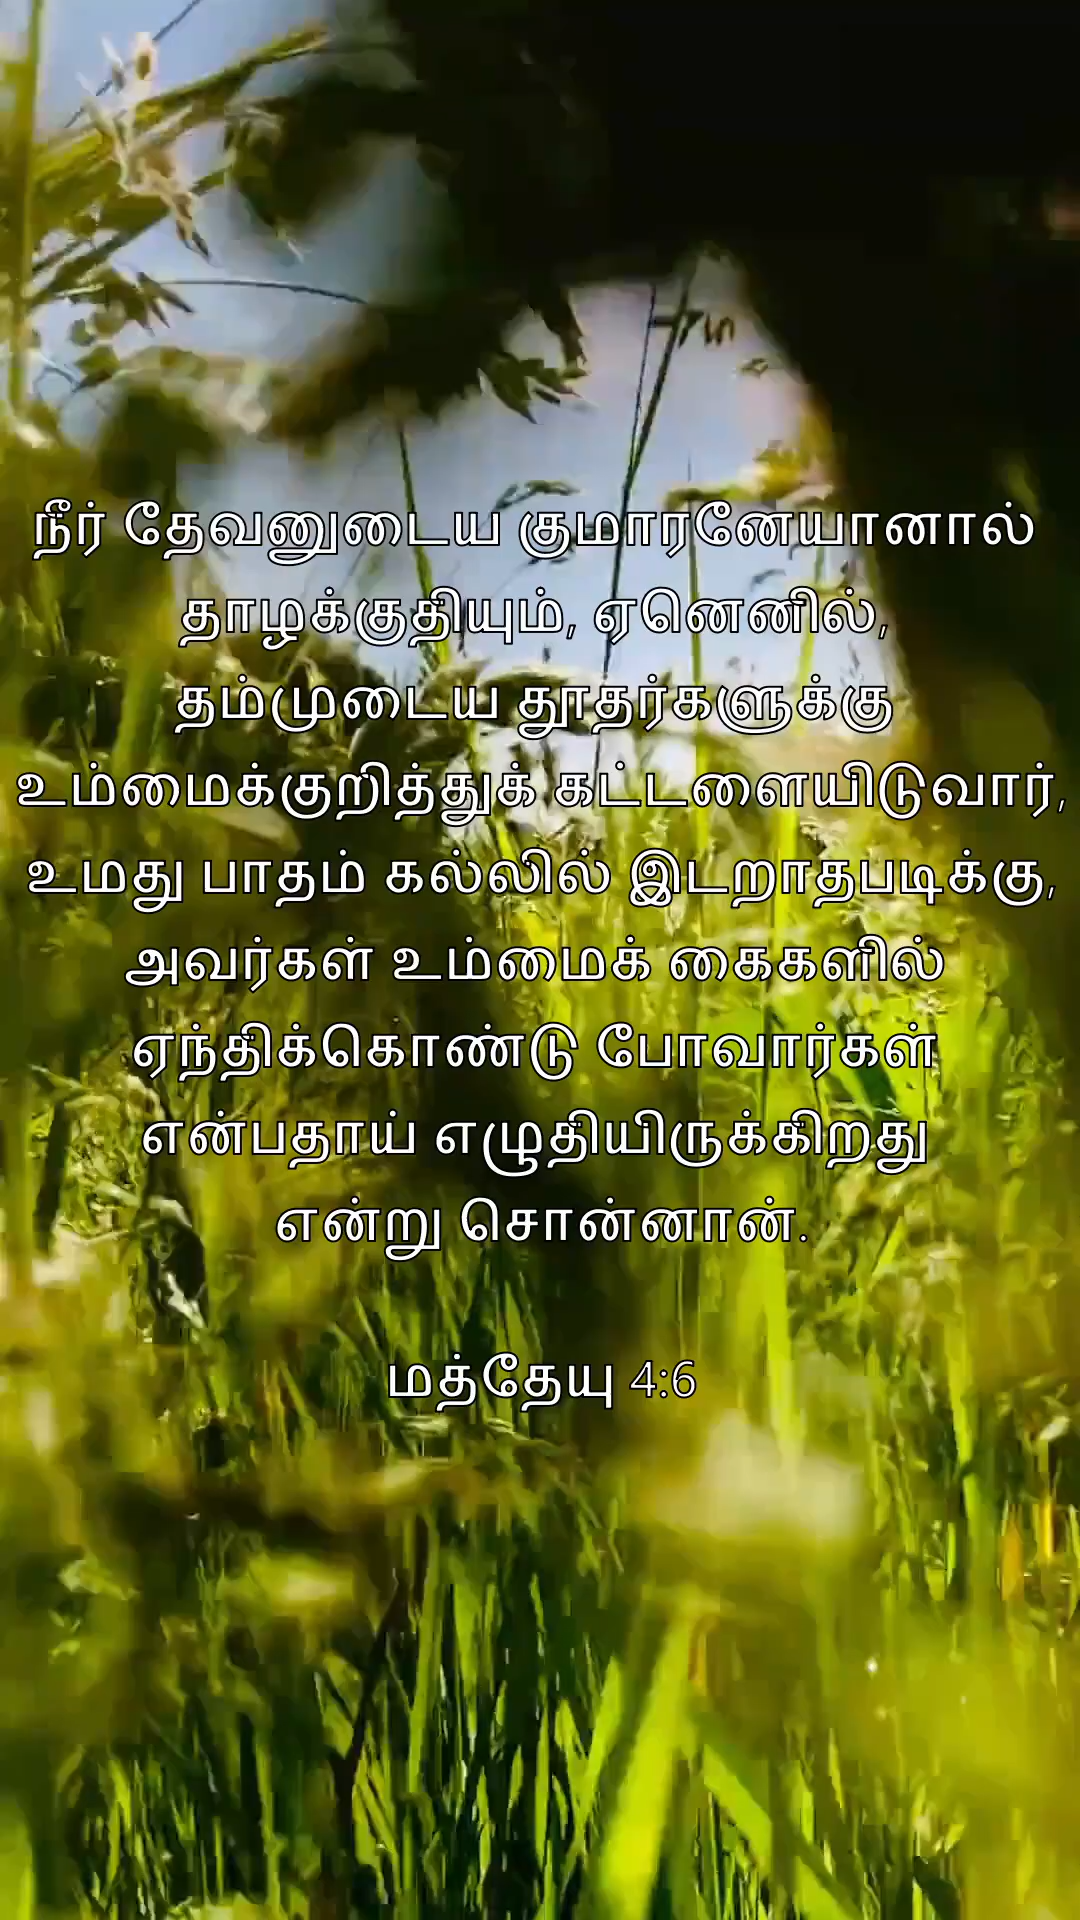 நீர் தேவனுடைய குமாரனேயானால்
தாழக்குதியும், ஏனெனில்,
தம்முடைய தூதர்களுக்கு
உம்மைக்குறித்துக் கட்டளையிடுவார்,
உமது பாதம் கல்லில் இடறாதபடிக்கு,
அவர்கள் உம்மைக் கைகளில்
ஏந்திக்கொண்டு போவார்கள்
என்பதாய் எழுதியிருக்கிறது
என்று சொன்னான்.
மத்தேயு 4:6